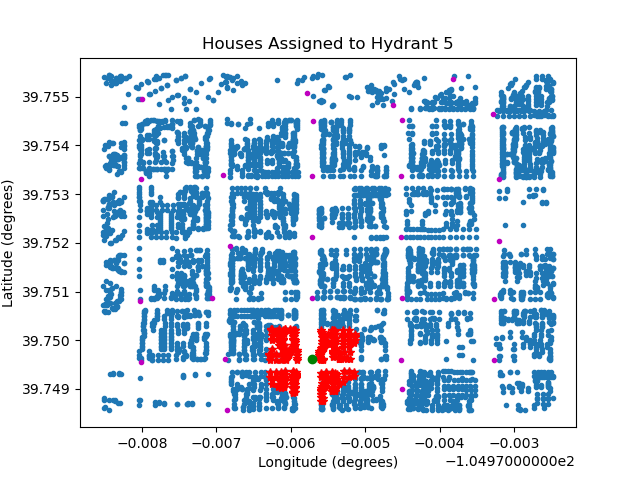 Houses Assigned to Hydrant 5
39.755
39.754
39.753
39.752
39.751
39.750
39.749
Latitude (degrees)
−0.008 −0.007 −0.006 −0.005 −0.004 −0.003
Longitude (degrees)
−1.04970000000e2